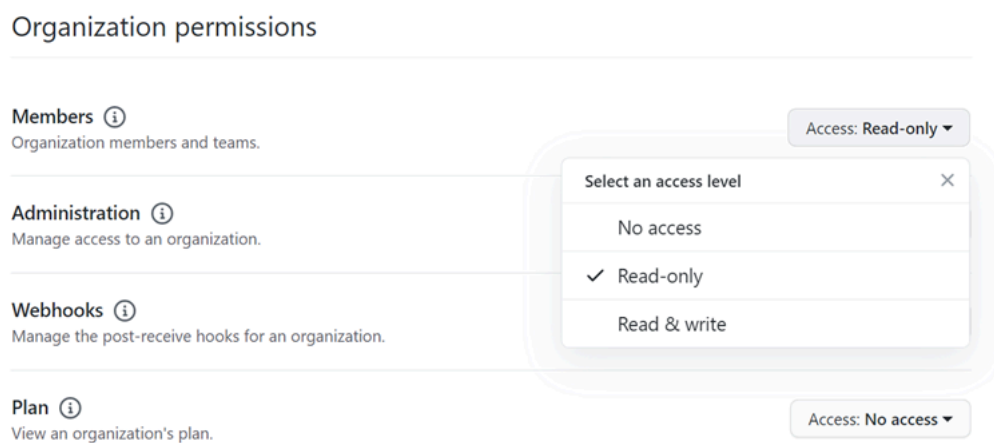 Organization permissions
Members
Organization members and teams.
Access: Read-only
Select an access level
No access
Read-only
Read & write
Administration
Manage access to an organization.
Webhooks
Manage the post-receive hooks for an organization.
Plan
View an organization's plan.
Access: No access